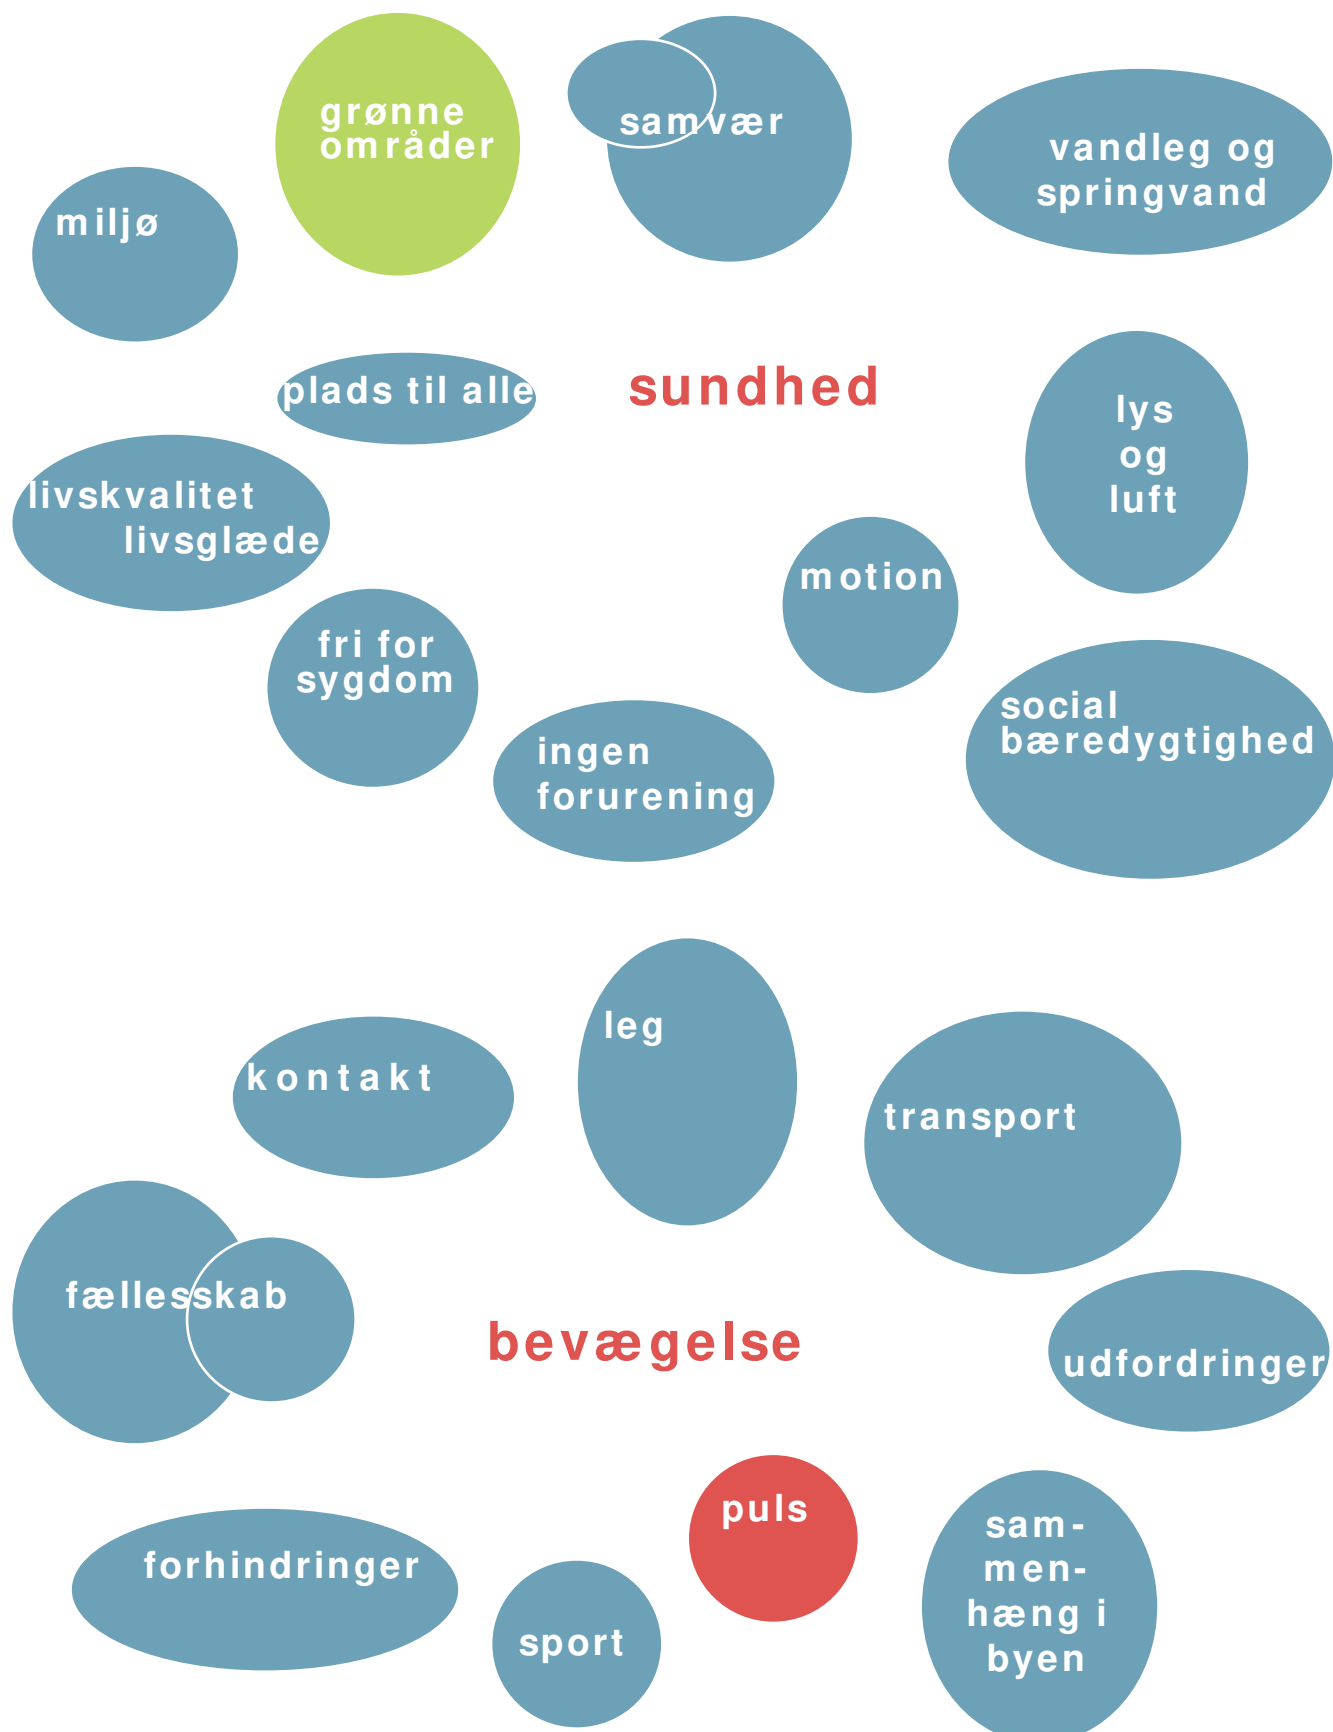 grønne
områder
samvær
vandleg og
springvand
miljø
plads til alle
sundhed
lys
og
luft
livskvalitet
livsglæde
motion
fri for
sygdom
social
bæredygtighed
ingen
forurening
leg
kontakt
transport
fællesskab
bevægelse
udfordringer
puls
sam-
men-
hæng i
byen
forhindringer
sport